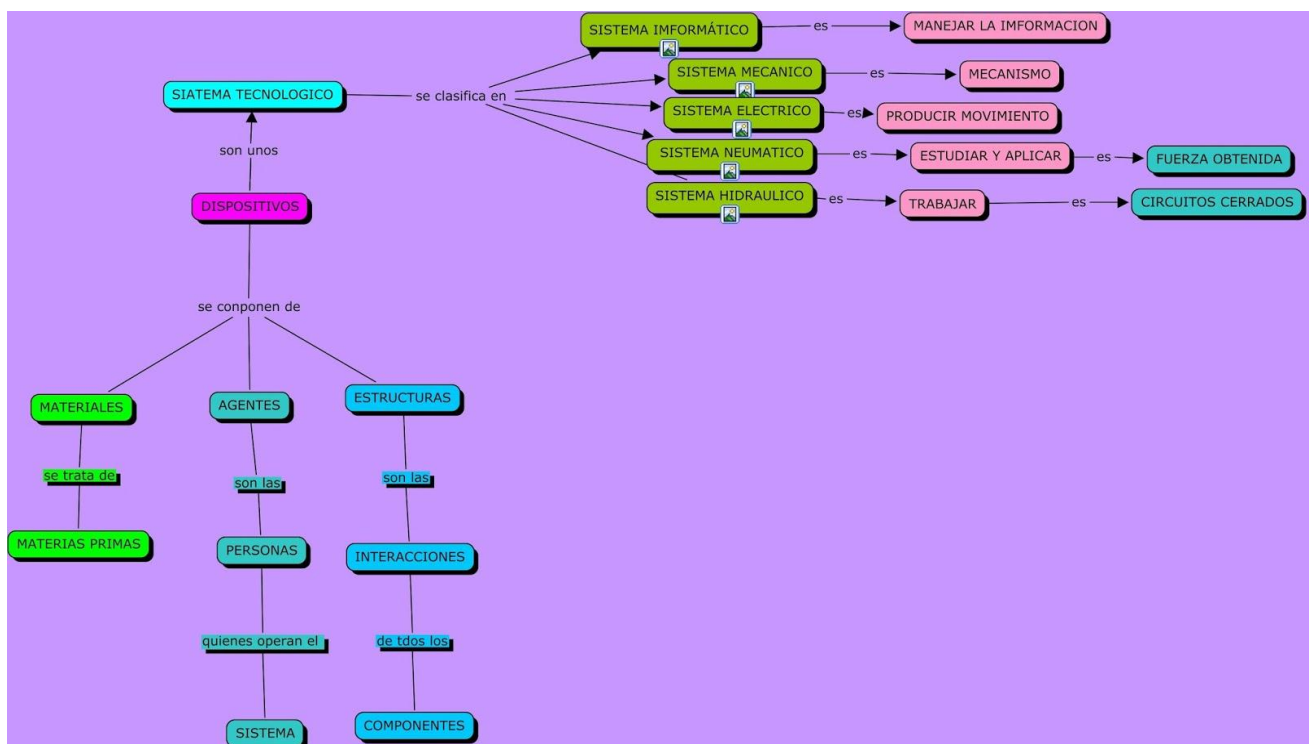 SISTEMA IMFORMÁTICO
es
MANEJAR LA IMFORMACION
SIATEMA TECNOLOGICO
se clasifica en
SISTEMA MECANICO
es
MECANISMO
SISTEMA ELECTRICO
es
PRODUCIR MOVIMIENTO
SISTEMA NEUMATICO
es
ESTUDIAR Y APLICAR
es
FUERZA OBTENIDA
SISTEMA HIDRAULICO
es
TRABAJAR
es
CIRCUITOS CERRADOS
son unos
DISPOSITIVOS
se conponen de
MATERIALES
se trata de
MATERIAS PRIMAS
AGENTES
son las
PERSONAS
quienes operan el
SISTEMA
ESTRUCTURAS
son las
INTERACCIONES
de tdos los
COMPONENTES